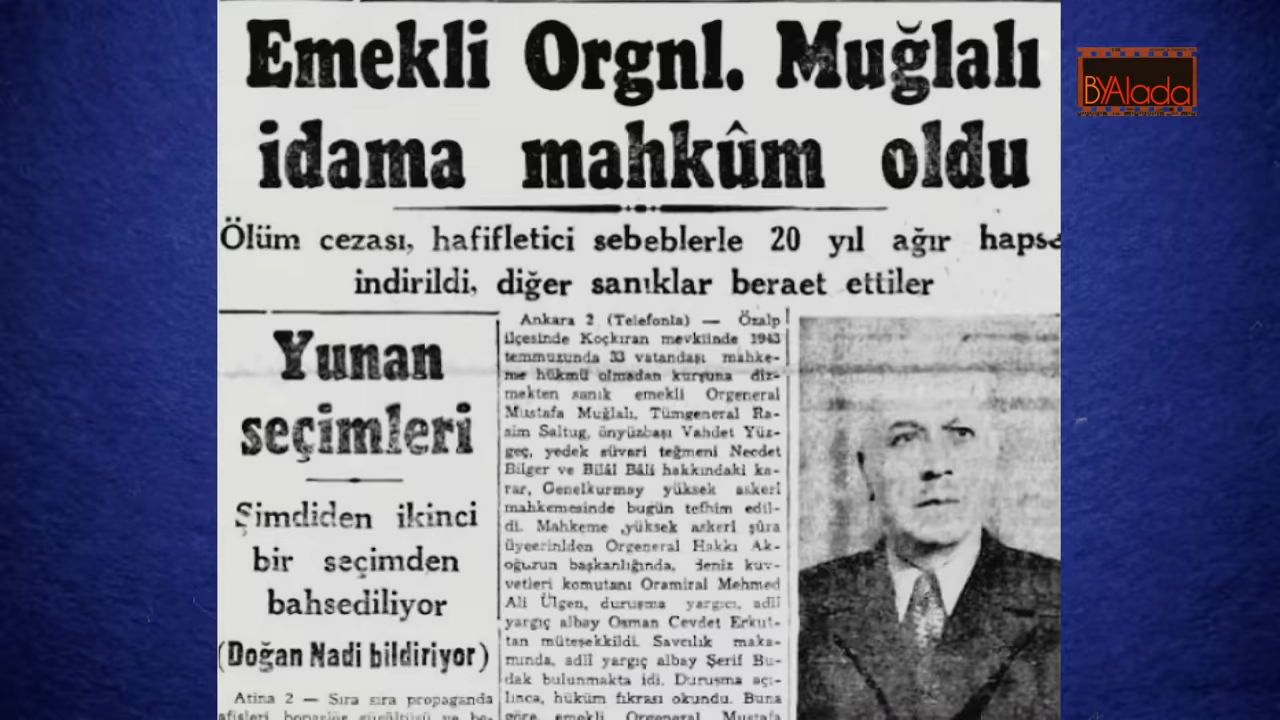 Emekli Orgnl. Muğlalı
idama mahkûm oldu
Ölüm cezası, hafifletici sebeblerle 20 yıl ağır hapse
indirildi, diğer sanıklar beraet ettiler
Yunan
seçimleri
Şimdiden ikinci
bir seçimden
bahsediliyor
(Doğan Nadi bildiriyor)
Atina 2 — Sıra sıra propaganda
Ankara 2 (Telefonla) — Özalp
ilçesinde Koçkıran mevkiinde 1943
temmuzunda 33 vatandaşı mahke-
me hükmü olmadan kurşuna diz-
mekten sanık emekli Orgeneral
Mustafa Muğlalı, Tümgeneral Ra-
sim Saltug, önyüzbaşı Vahdet Yüz-
geç, yedek süvari teğmeni Necdet
Bilger ve Bilâl Bâli hakkındaki ka-
rar, Genelkurmay yüksek askerî
mahkemesinde bugün tefhim edil-
di. Mahkeme ,yüksek askerî şûra
üyeerinlden Orgeneral Hakkı Ak-
oğuzun başkanlığında, deniz kuv-
vetleri komutanı Oramiral Mehmed
Ali Ülgen, duruşma yargıcı, adlî
yargıç albay Osman Cevdet Erkut-
tan müteşekkildi. Savcılık maka-
mında, adlî yargıç albay Şerif Bu-
dak bulunmakta idi. Duruşma açı-
lınca, hüküm fıkrası okundu. Buna
göre emekli Orgeneral Mustafa
BYAlada